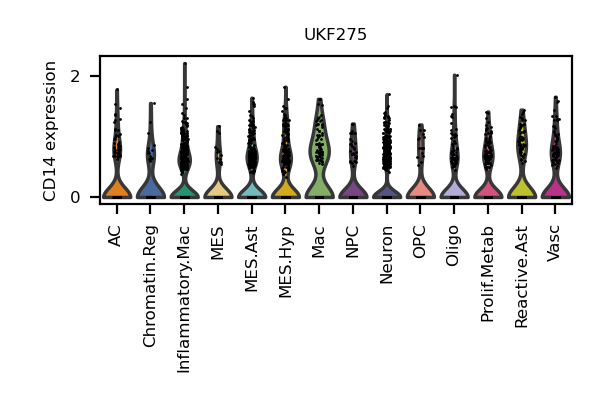 UKF275
CD14 expression
2
0
AC
Chromatin.Reg
Inflammatory.Mac
MES
MES.Ast
MES.Hyp
Mac
NPC
Neuron
OPC
Oligo
Prolif.Metab
Reactive.Ast
Vasc